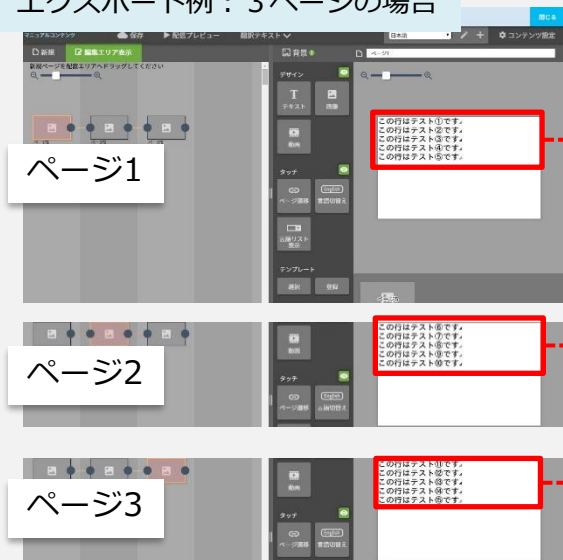 エクスポート例：３ページの場合
閉じる
マニュアルコンテンツ 保存 配信プレビュー 翻訳テキスト 日本語 コンテンツ設定
新規 編集エリア表示 背景
新規ページを配置エリアへドラッグしてください
デザイン
テキスト 画像
動画
タッチ
ページ遷移 言語切替え
言語リスト表示
テンプレート
選択 登録
この行はテスト①です。
この行はテスト②です。
この行はテスト③です。
この行はテスト④です。
この行はテスト⑤です。
ページ1
動画
タッチ
ページ遷移 言語切替え
この行はテスト⑥です。
この行はテスト⑦です。
この行はテスト⑧です。
この行はテスト⑨です。
この行はテスト⑩です。
ページ2
動画
タッチ
ページ遷移 言語切替え
この行はテスト⑪です。
この行はテスト⑫です。
この行はテスト⑬です。
この行はテスト⑭です。
この行はテスト⑮です。
ページ3